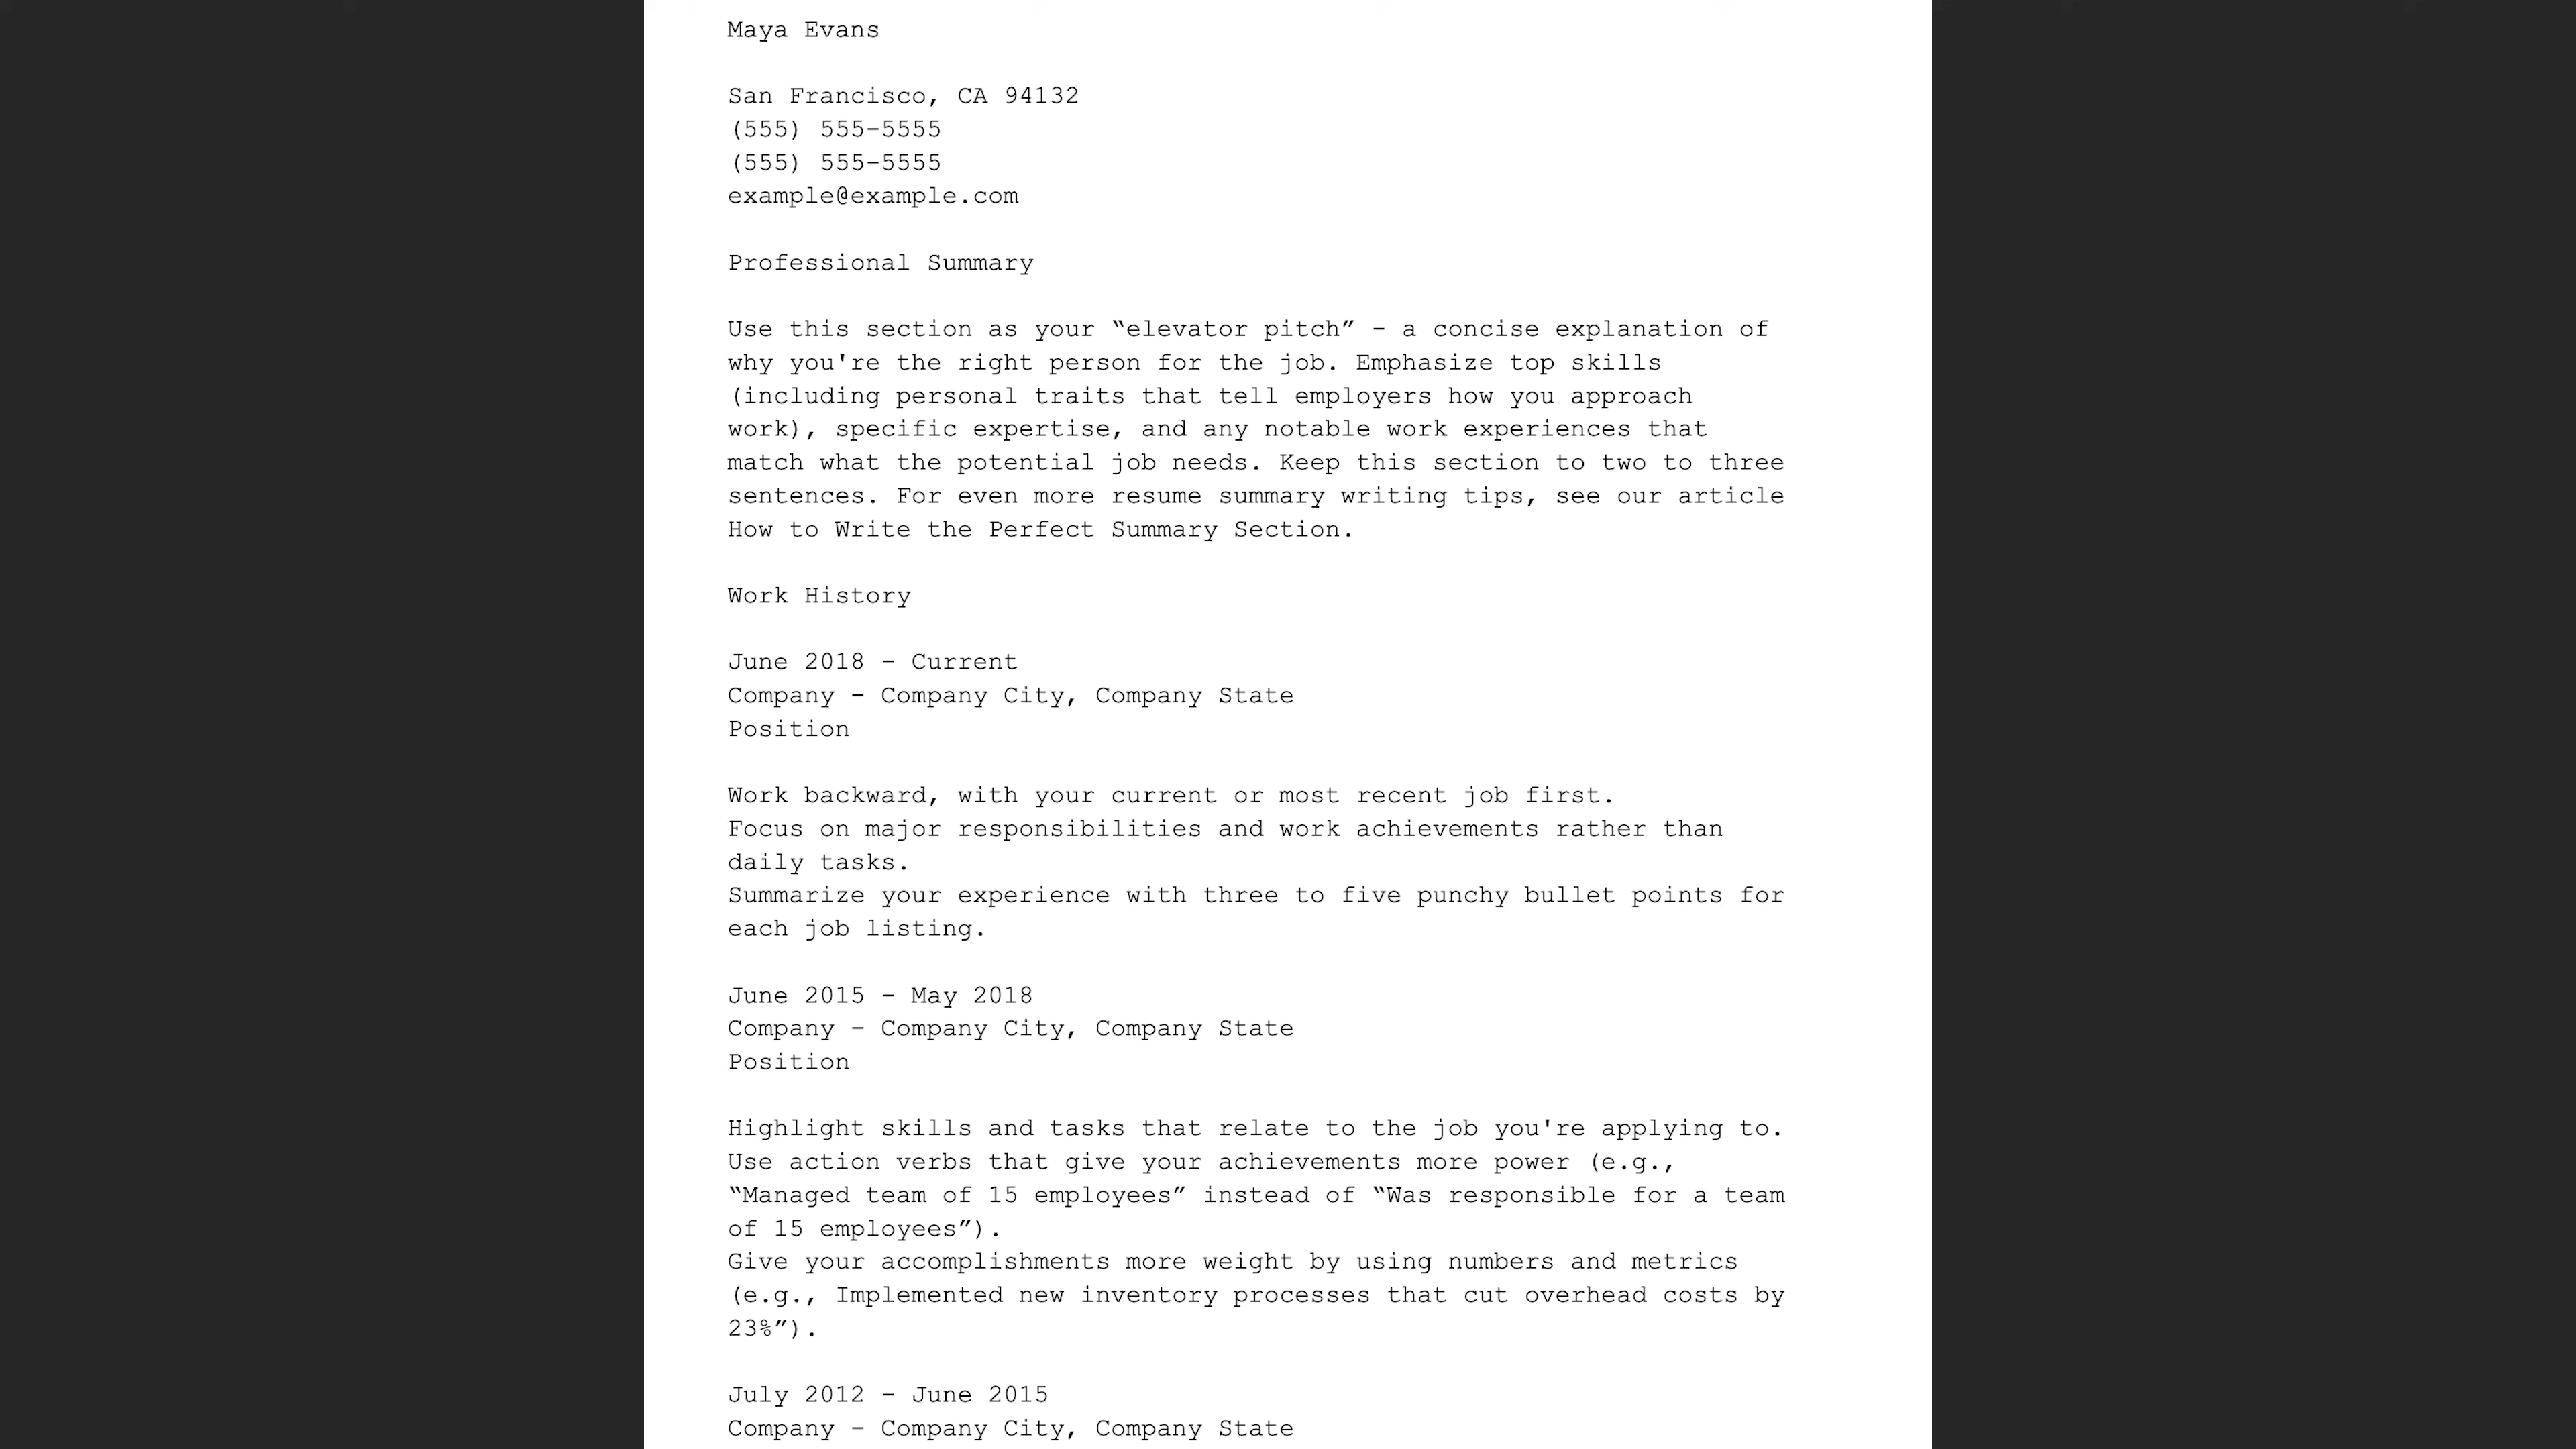 Maya Evans
San Francisco, CA 94132
(555) 555-5555
(555) 555-5555
example@example.com
Professional Summary
Use this section as your “elevator pitch” - a concise explanation of
why you're the right person for the job. Emphasize top skills
(including personal traits that tell employers how you approach
work), specific expertise, and any notable work experiences that
match what the potential job needs. Keep this section to two to three
sentences. For even more resume summary writing tips, see our article
How to Write the Perfect Summary Section.
Work History
June 2018 - Current
Company – Company City, Company State
Position
Work backward, with your current or most recent job first.
Focus on major responsibilities and work achievements rather than
daily tasks.
Summarize your experience with three to five punchy bullet points for
each job listing.
June 2015 - May 2018
Company – Company City, Company State
Position
Highlight skills and tasks that relate to the job you're applying to.
Use action verbs that give your achievements more power (e.g.,
“Managed team of 15 employees” instead of “Was responsible for a team
of 15 employees”).
Give your accomplishments more weight by using numbers and metrics
(e.g., Implemented new inventory processes that cut overhead costs by
23%”).
July 2012 - June 2015
Company – Company City, Company State